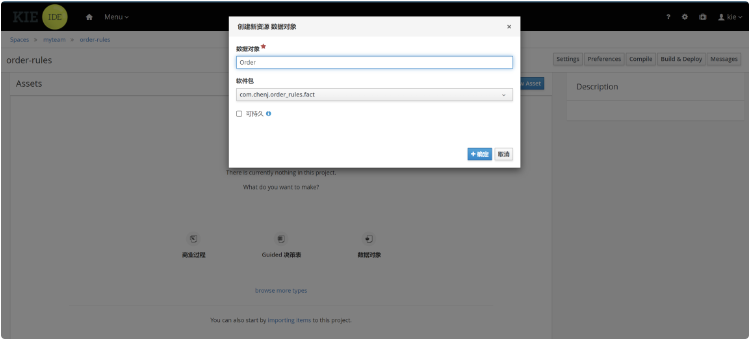 KIE IDE Menu ? kie
Spaces » myteam » order-rules
order-rules Settings Preferences Compile Build & Deploy Messages
Assets Asset Description
创建新资源 数据对象 ×
数据对象 *
Order
软件包
com.chenj.order_rules.fact
可持久
+ 确定 取消
There is currently nothing in this project.
What do you want to make?
商业过程 Guided 决策表 数据对象
Browse more types
You can also start by importing items to this project.